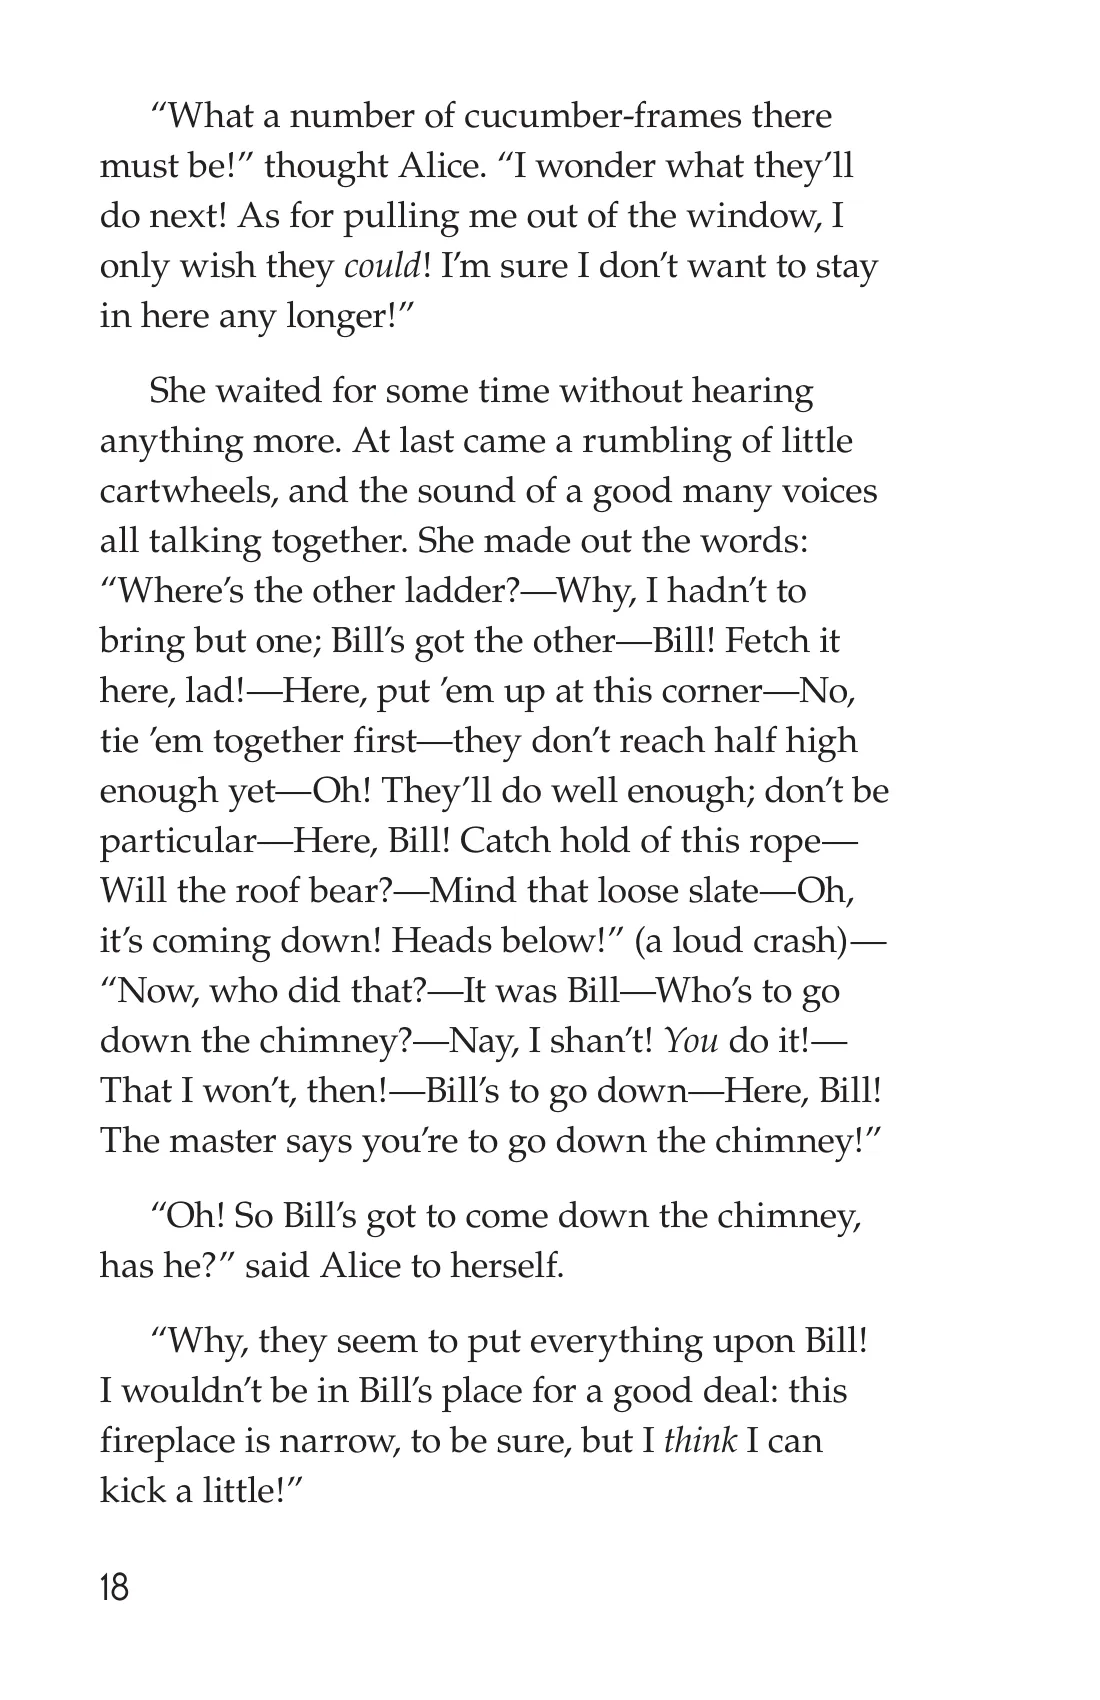 “What a number of cucumber-frames there
must be!” thought Alice. “I wonder what they’ll
do next! As for pulling me out of the window, I
only wish they could! I’m sure I don’t want to stay
in here any longer!”
She waited for some time without hearing
anything more. At last came a rumbling of little
cartwheels, and the sound of a good many voices
all talking together. She made out the words:
“Where’s the other ladder?—Why, I hadn’t to
bring but one; Bill’s got the other—Bill! Fetch it
here, lad!—Here, put ’em up at this corner—No,
tie ’em together first—they don’t reach half high
enough yet—Oh! They’ll do well enough; don’t be
particular—Here, Bill! Catch hold of this rope—
Will the roof bear?—Mind that loose slate—Oh,
it’s coming down! Heads below!” (a loud crash)—
“Now, who did that?—It was Bill—Who’s to go
down the chimney?—Nay, I shan’t! You do it!—
That I won’t, then!—Bill’s to go down—Here, Bill!
The master says you’re to go down the chimney!”
“Oh! So Bill’s got to come down the chimney,
has he?” said Alice to herself.
“Why, they seem to put everything upon Bill!
I wouldn’t be in Bill’s place for a good deal: this
fireplace is narrow, to be sure, but I think I can
kick a little!”
18